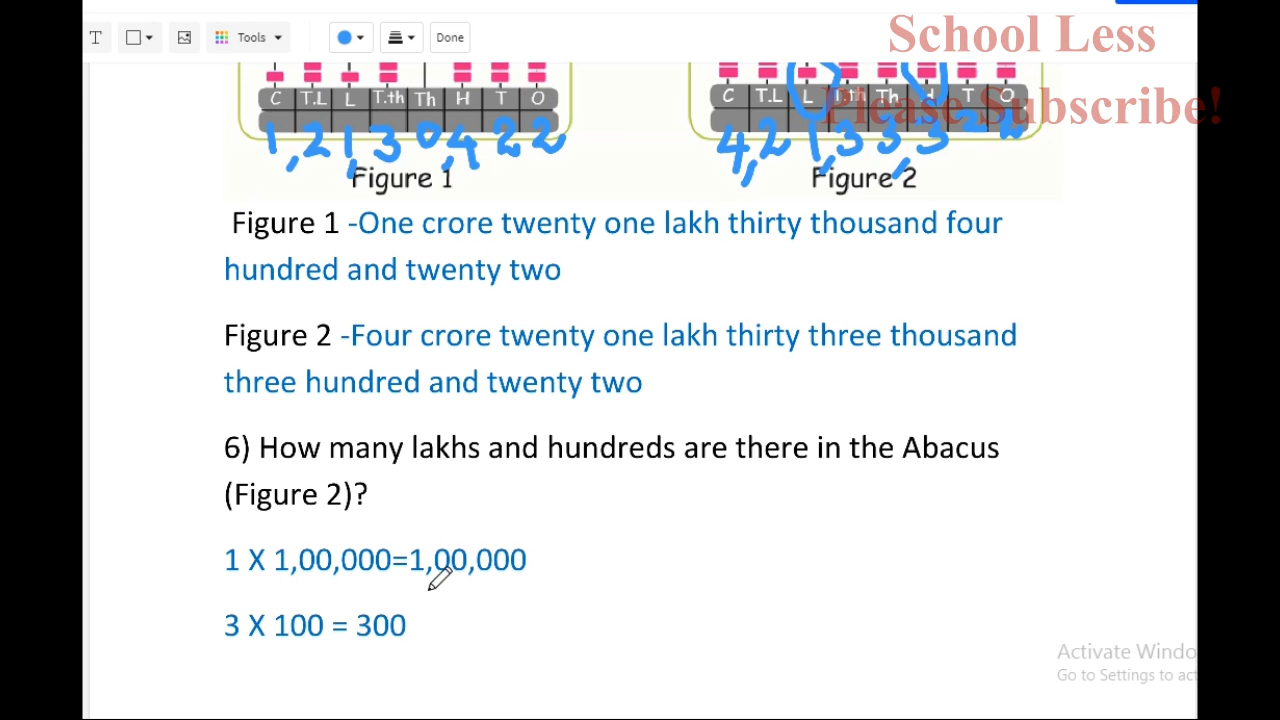 T Tools Done
School Less
Please Subscribe!
C T.L L T.th Th H T O
C T.L L T.th Th H T O
1,21,30,422
4,21,33,322
Figure 1
Figure 2
Figure 1 -One crore twenty one lakh thirty thousand four
hundred and twenty two
Figure 2 -Four crore twenty one lakh thirty three thousand
three hundred and twenty two
6) How many lakhs and hundreds are there in the Abacus
(Figure 2)?
1 X 1,00,000=1,00,000
3 X 100 = 300
Activate Windo
Go to Settings to act